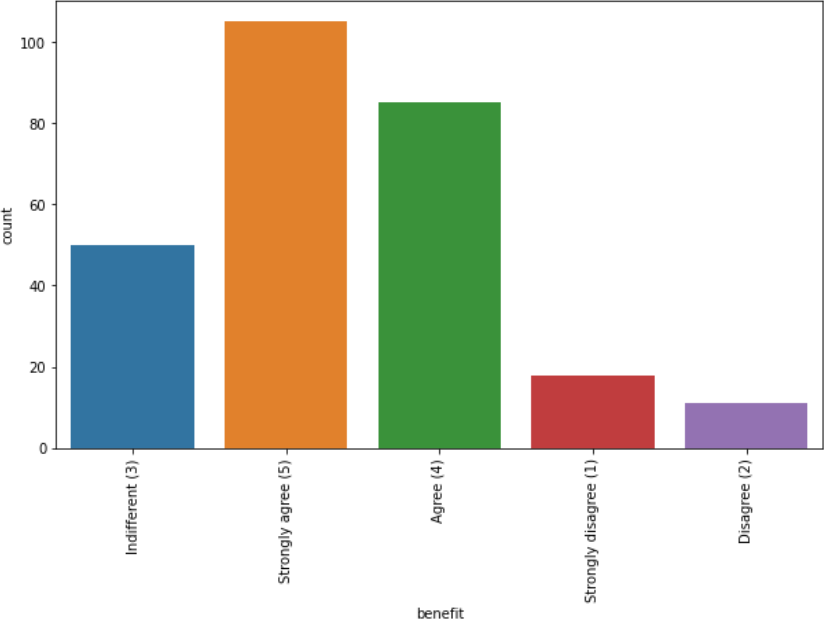 100
80
60
40
20
0
count
Indifferent (3)
Strongly agree (5)
Agree (4)
Strongly disagree (1)
Disagree (2)
benefit